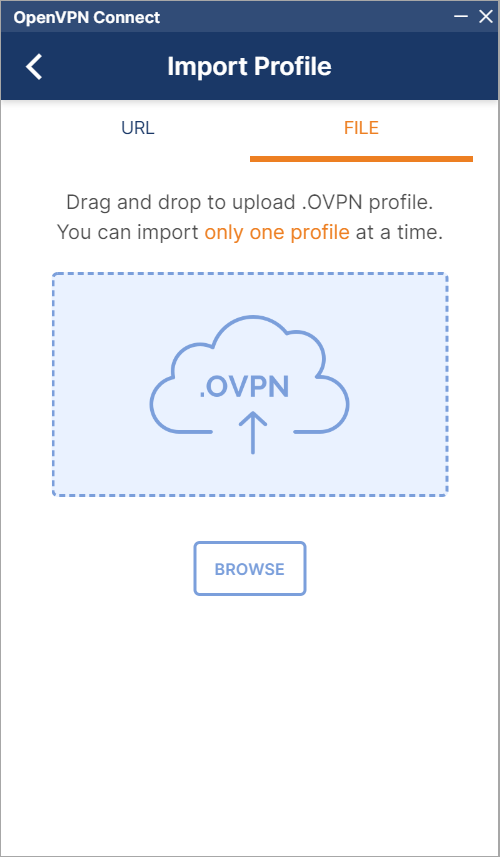 OpenVPN Connect
Import Profile
URL
FILE
Drag and drop to upload .OVPN profile.
You can import only one profile at a time.
.OVPN
BROWSE